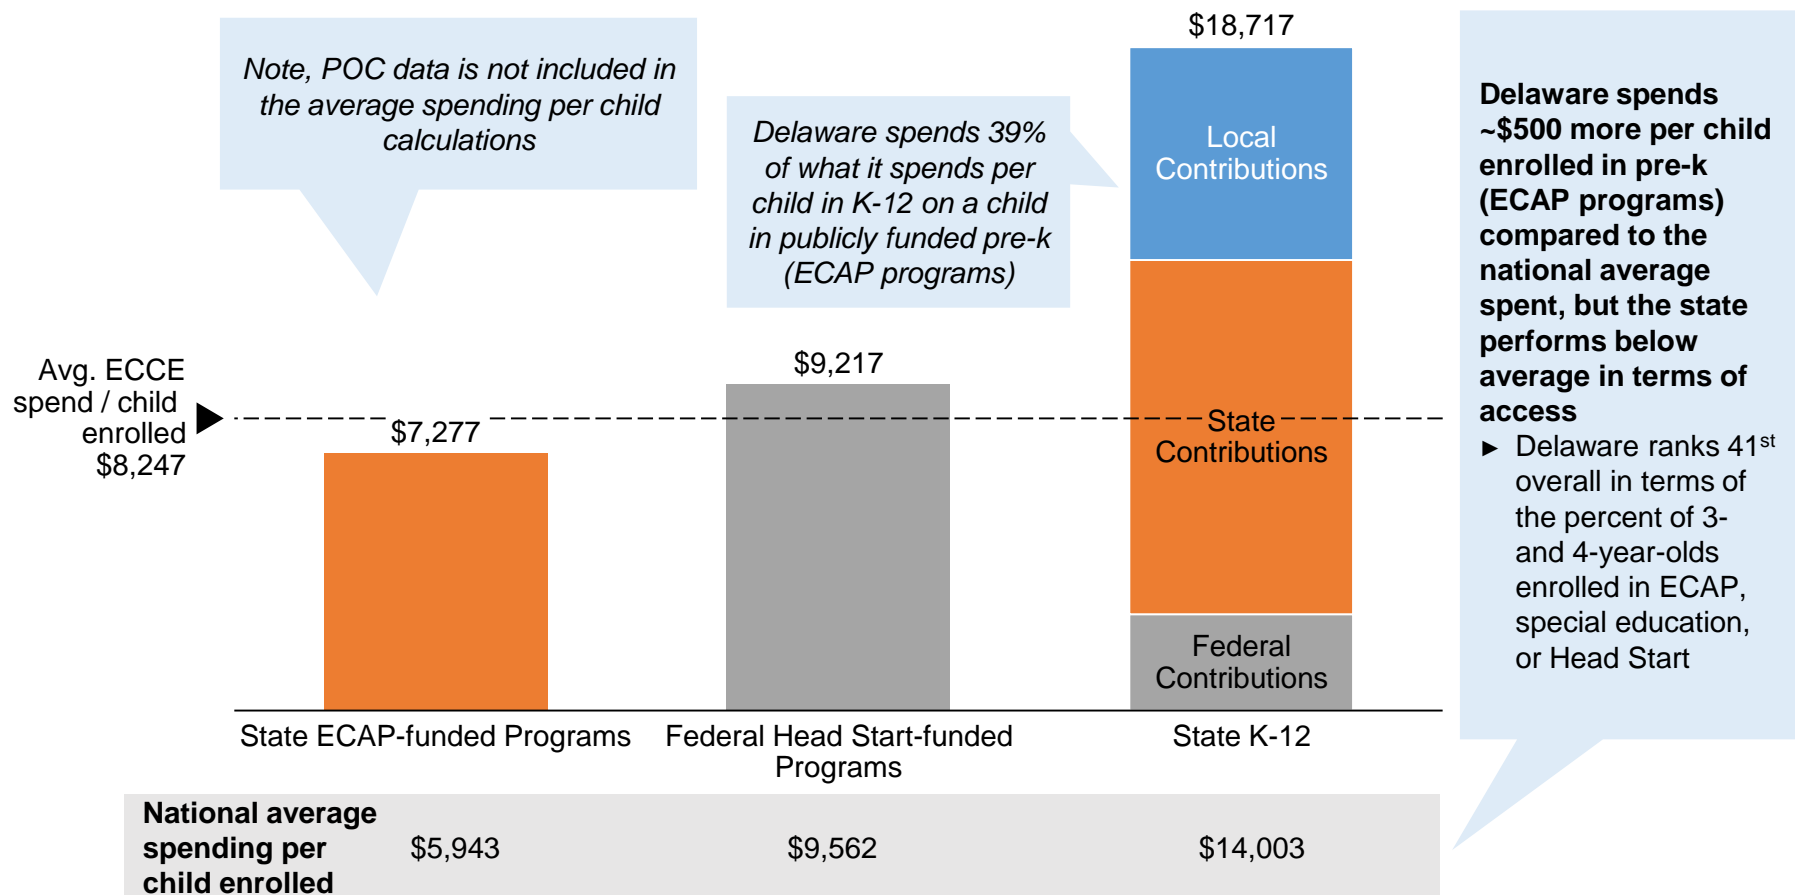 $18,717
Note, POC data is not included in
the average spending per child
calculations
Delaware spends 39%
of what it spends per
child in K-12 on a child
in publicly funded pre-k
(ECAP programs)
Local
Contributions
Delaware spends
~$500 more per child
enrolled in pre-k
(ECAP programs)
compared to the
national average
spent, but the state
performs below
average in terms of
access
► Delaware ranks 41st
overall in terms of
the percent of 3-
and 4-year-olds
enrolled in ECAP,
special education,
or Head Start
Avg. ECCE
spend / child
enrolled
$8,247
$7,277
$9,217
State
Contributions
Federal
Contributions
State ECAP-funded Programs
Federal Head Start-funded
Programs
State K-12
National average
spending per
child enrolled
$5,943
$9,562
$14,003